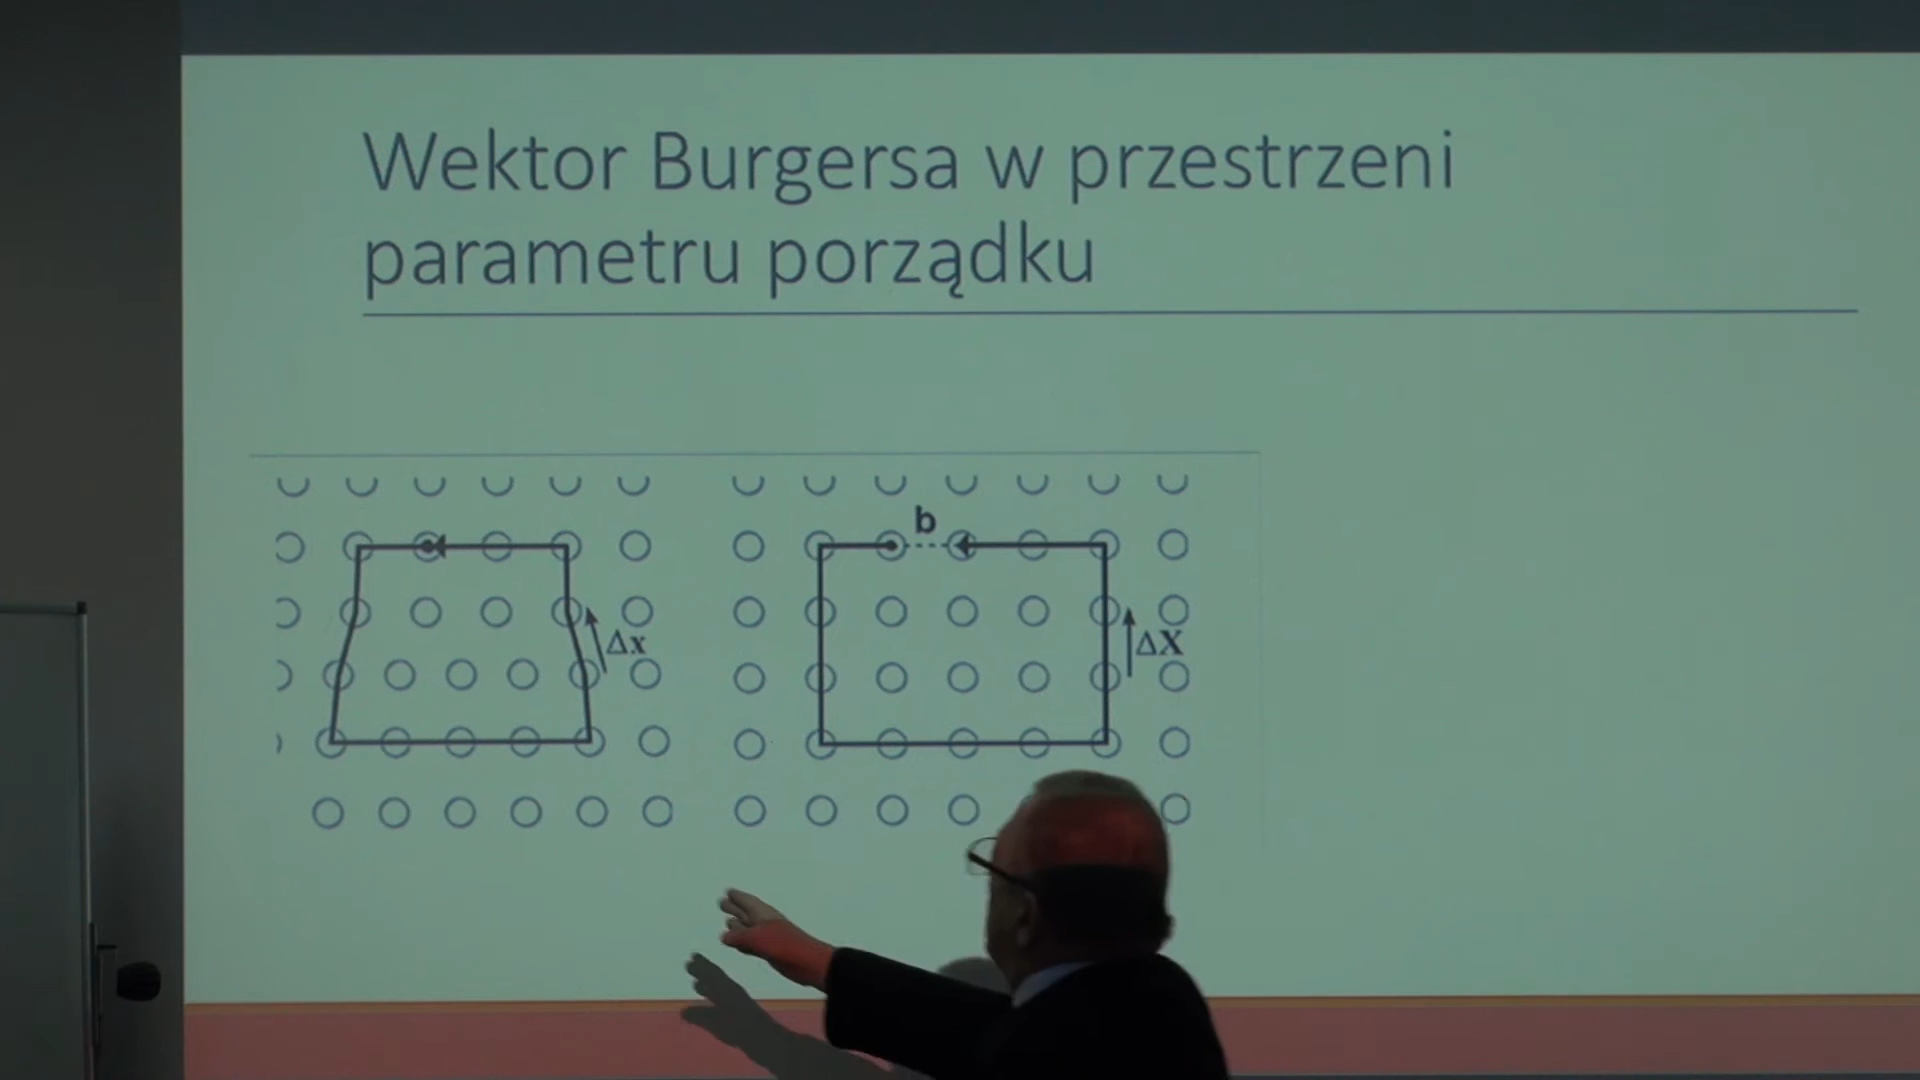 Wektor Burgersa w przestrzeni
parametru porządku
b
Δx
ΔX